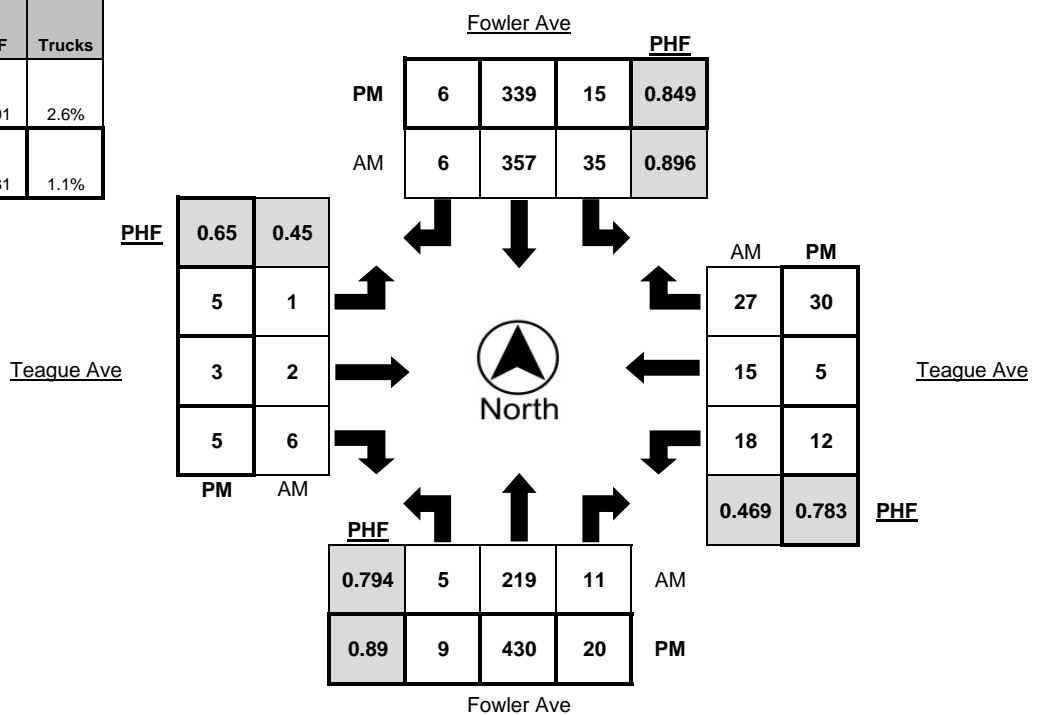 Trucks
2.6%
1.1%
Fowler Ave
PHF
PM 6 339 15 0.849
AM 6 357 35 0.896
PHF 0.65 0.45
5 1
3 2
5 6
PM AM
Teague Ave
North
AM PM
27 30
15 5
18 12
0.469 0.783 PHF
Teague Ave
PHF
0.794 5 219 11 AM
0.89 9 430 20 PM
Fowler Ave